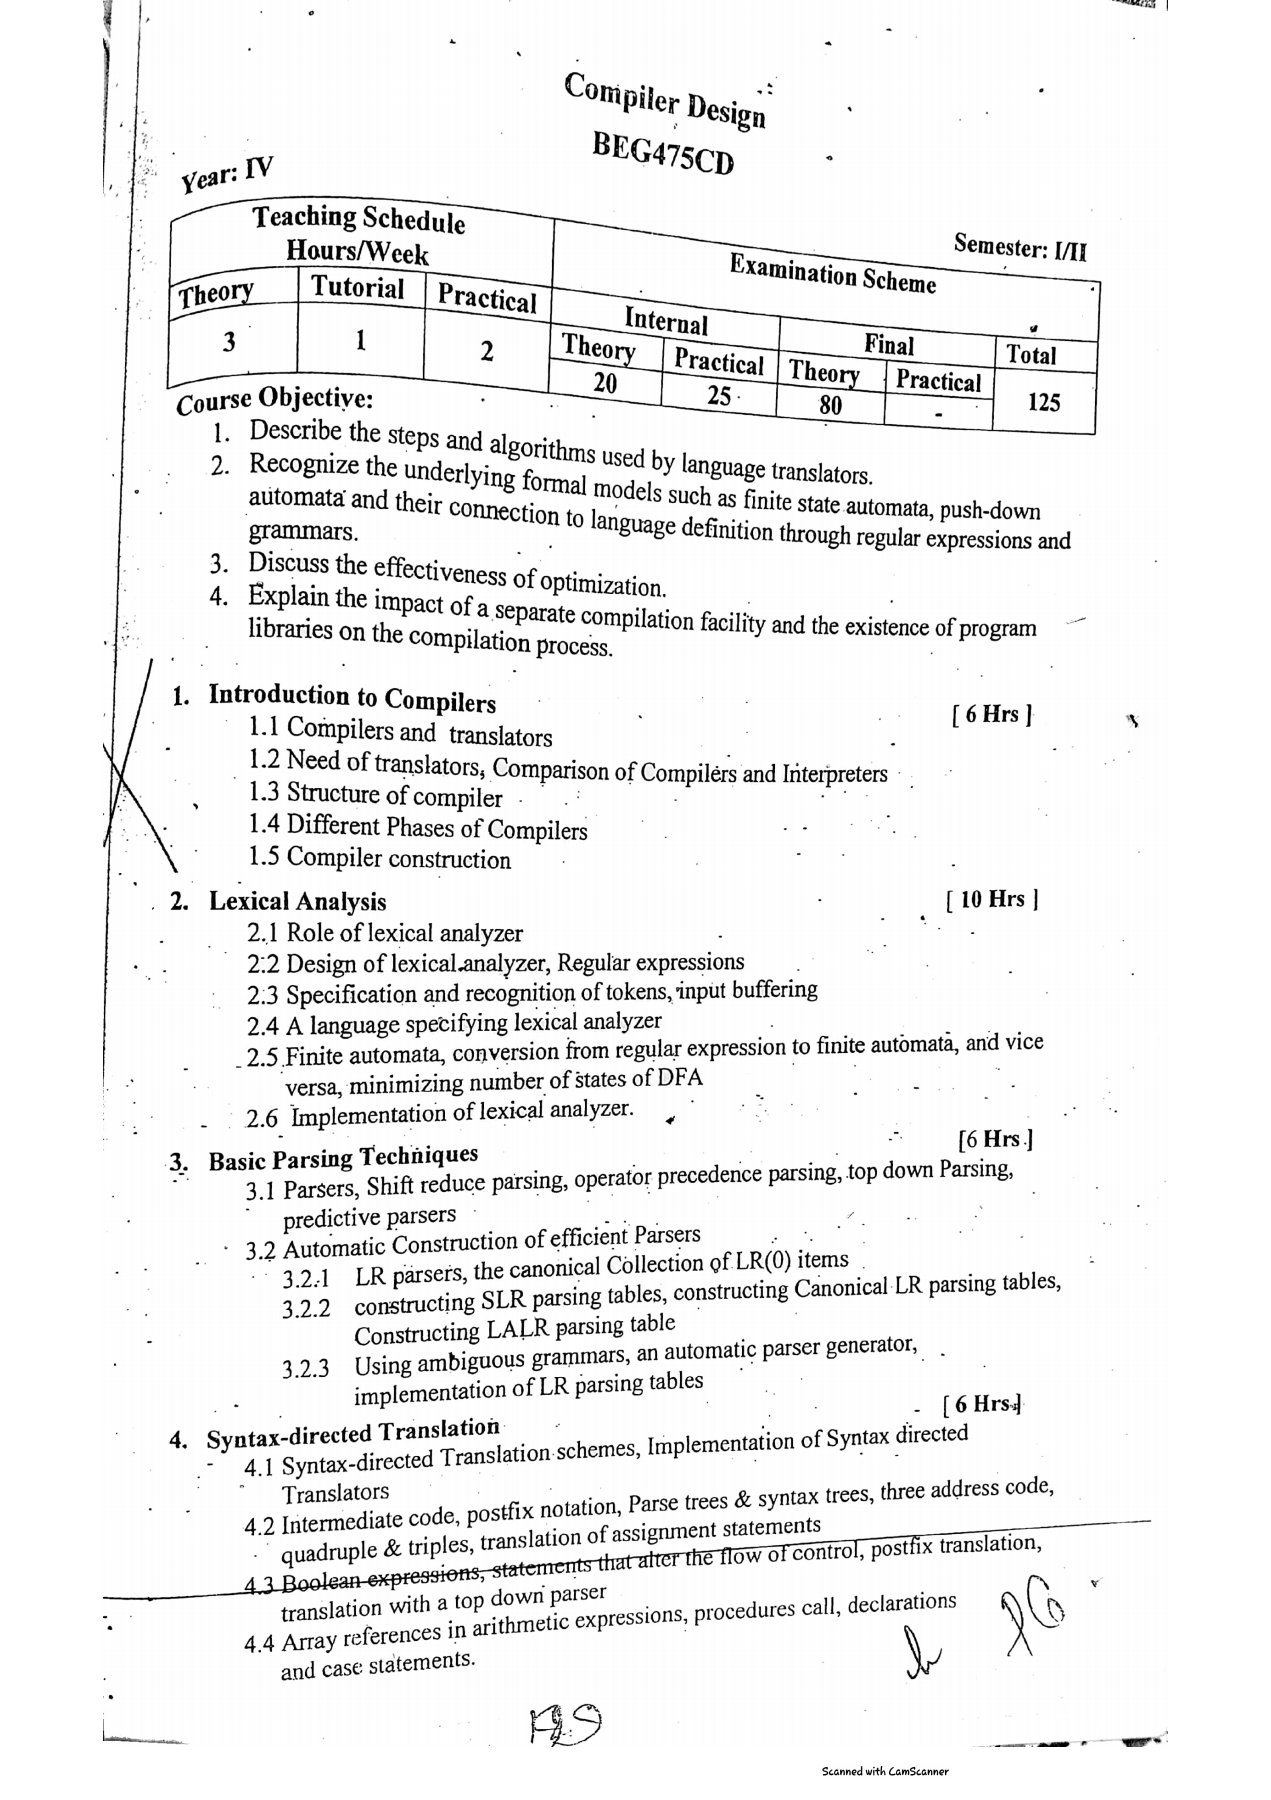 Compiler Design
BEG475CD
Year: IV
Semester: I/II
Teaching Schedule
Hours/Week
Examination Scheme
Theory Tutorial Practical
Internal Final Total
Theory Practical Theory Practical
3 1 2 20 25 80 - 125
Course Objective:
1. Describe the steps and algorithms used by language translators.
2. Recognize the underlying formal models such as finite state automata, push-down
automata and their connection to language definition through regular expressions and
grammars.
3. Discuss the effectiveness of optimization.
4. Explain the impact of a separate compilation facility and the existence of program
libraries on the compilation process.
1. Introduction to Compilers [ 6 Hrs ]
1.1 Compilers and translators
1.2 Need of translators, Comparison of Compilers and Interpreters
1.3 Structure of compiler
1.4 Different Phases of Compilers
1.5 Compiler construction
2. Lexical Analysis [ 10 Hrs ]
2.1 Role of lexical analyzer
2.2 Design of lexical analyzer, Regular expressions
2.3 Specification and recognition of tokens, input buffering
2.4 A language specifying lexical analyzer
2.5 Finite automata, conversion from regular expression to finite automata, and vice
versa, minimizing number of states of DFA
2.6 Implementation of lexical analyzer.
3. Basic Parsing Techniques [6 Hrs ]
3.1 Parsers, Shift reduce parsing, operator precedence parsing, top down Parsing,
predictive parsers
3.2 Automatic Construction of efficient Parsers
3.2.1 LR parsers, the canonical Collection of LR(0) items
3.2.2 constructing SLR parsing tables, constructing Canonical LR parsing tables,
Constructing LALR parsing table
3.2.3 Using ambiguous grammars, an automatic parser generator,
implementation of LR parsing tables
4. Syntax-directed Translation [ 6 Hrs ]
4.1 Syntax-directed Translation schemes, Implementation of Syntax directed
Translators
4.2 Intermediate code, postfix notation, Parse trees & syntax trees, three address code,
quadruple & triples, translation of assignment statements
4.3 Boolean expressions, statements that alter the flow of control, postfix translation,
translation with a top down parser
4.4 Array references in arithmetic expressions, procedures call, declarations
and case statements.
Scanned with CamScanner